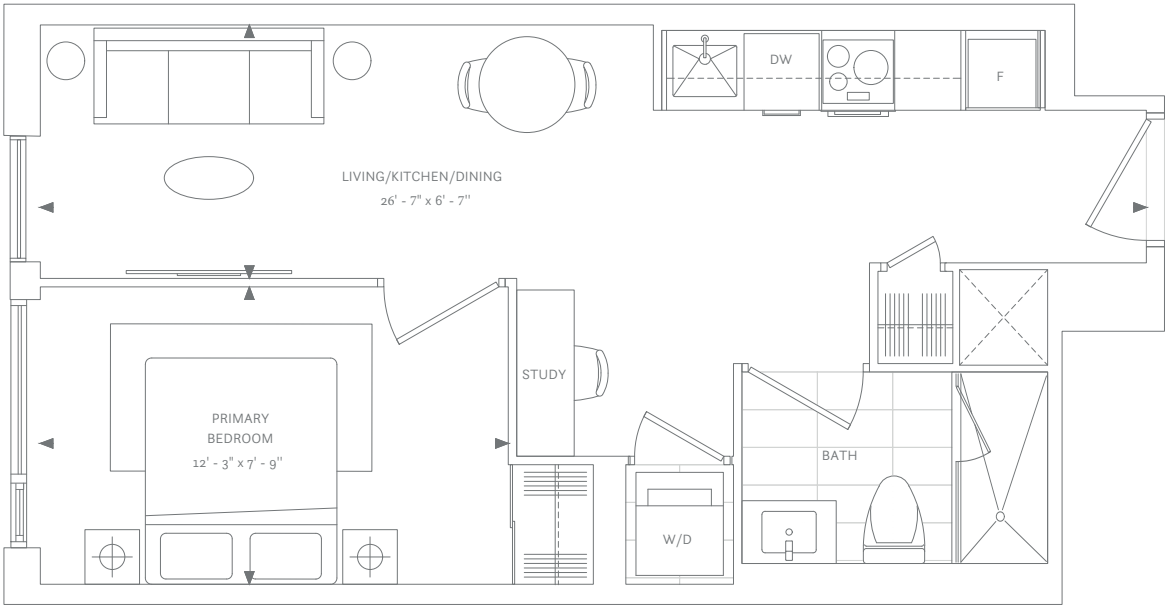 DW
F
LIVING/KITCHEN/DINING
26' - 7" x 6' - 7"
STUDY
PRIMARY
BEDROOM
12' - 3" x 7' - 9"
BATH
W/D